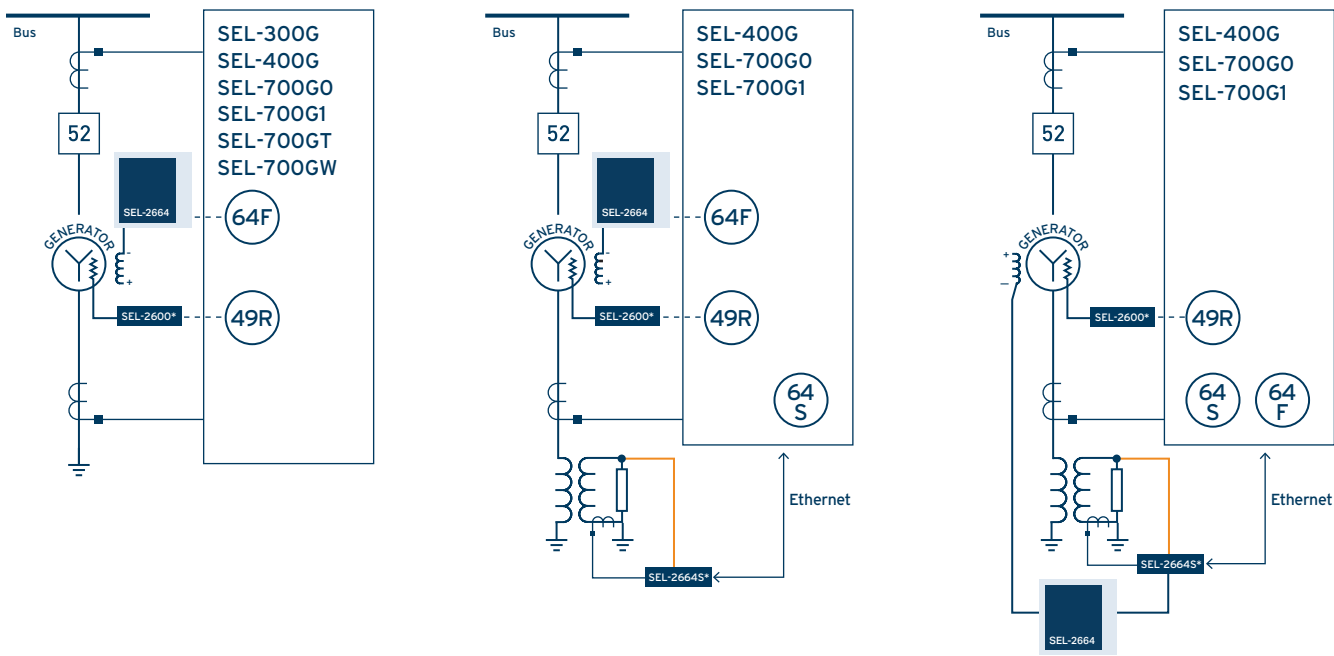 Bus
SEL-300G
SEL-400G
SEL-700G0
SEL-700G1
SEL-700GT
SEL-700GW
52
SEL-2664
64F
GENERATOR
-
+
SEL-2600*
49R
Bus
SEL-400G
SEL-700G0
SEL-700G1
52
SEL-2664
64F
GENERATOR
-
+
SEL-2600*
49R
64
S
Ethernet
SEL-2664S*
Bus
SEL-400G
SEL-700G0
SEL-700G1
52
GENERATOR
+
–
SEL-2600*
49R
64
S
64
F
Ethernet
SEL-2664S*
SEL-2664